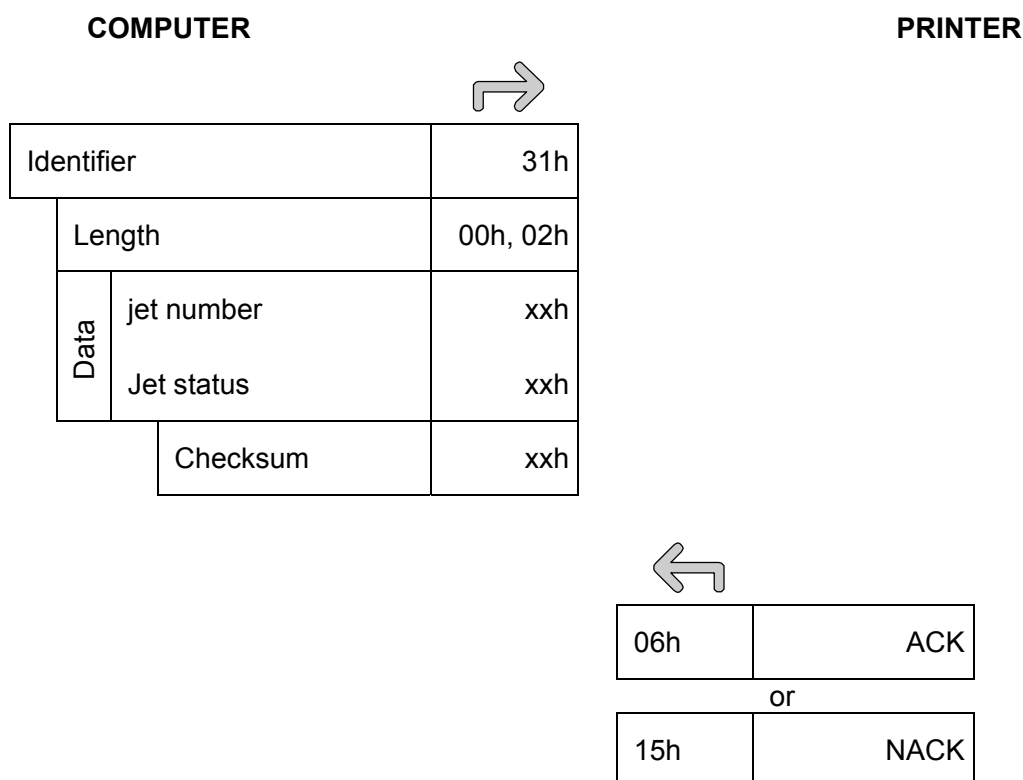 COMPUTER PRINTER
Identifier 31h
Length 00h, 02h
Data
jet number xxh
Jet status xxh
Checksum xxh
06h ACK
or
15h NACK